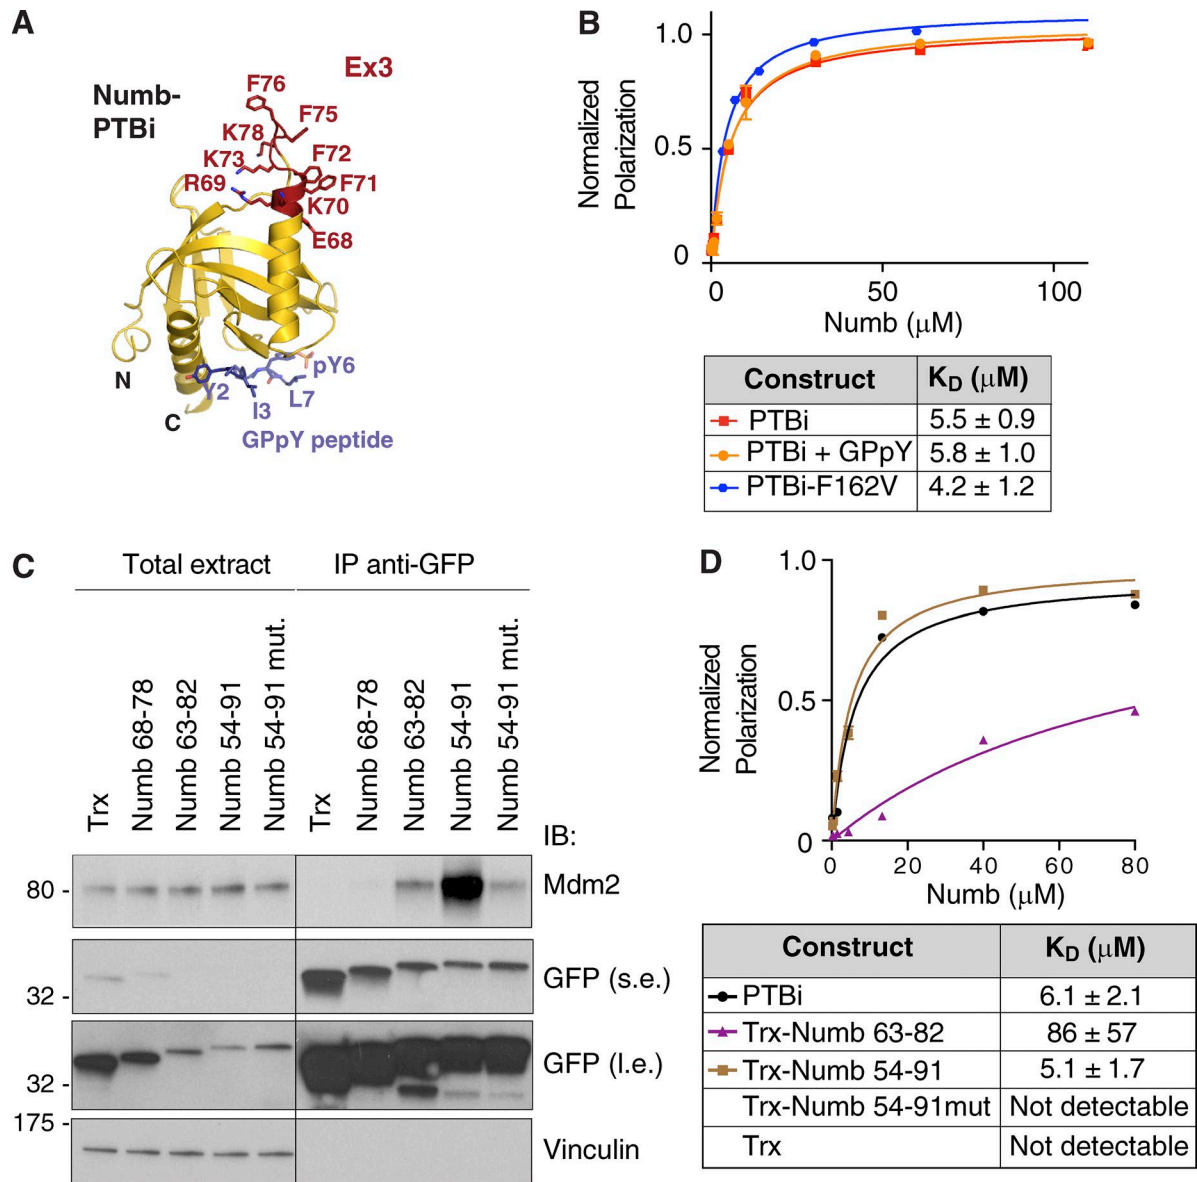 A
Numb-
PTBi
Ex3
F76
F75
K78
K73
F72
R69
F71
K70
E68
N
C
Y2
I3
L7
pY6
GPpY peptide
B
Normalized
Polarization
1.0
0.5
0
0
50
100
Numb (μM)
Construct KD (μM)
PTBi 5.5 ± 0.9
PTBi + GPpY 5.8 ± 1.0
PTBi-F162V 4.2 ± 1.2
C
Total extract
IP anti-GFP
Trx
Numb 68-78
Numb 63-82
Numb 54-91
Numb 54-91 mut.
Trx
Numb 68-78
Numb 63-82
Numb 54-91
Numb 54-91 mut.
IB:
80 - Mdm2
32 - GFP (s.e.)
32 - GFP (l.e.)
175 - Vinculin
D
Normalized
Polarization
1.0
0.5
0
0
20
40
60
80
Numb (μM)
Construct KD (μM)
PTBi 6.1 ± 2.1
Trx-Numb 63-82 86 ± 57
Trx-Numb 54-91 5.1 ± 1.7
Trx-Numb 54-91mut Not detectable
Trx Not detectable